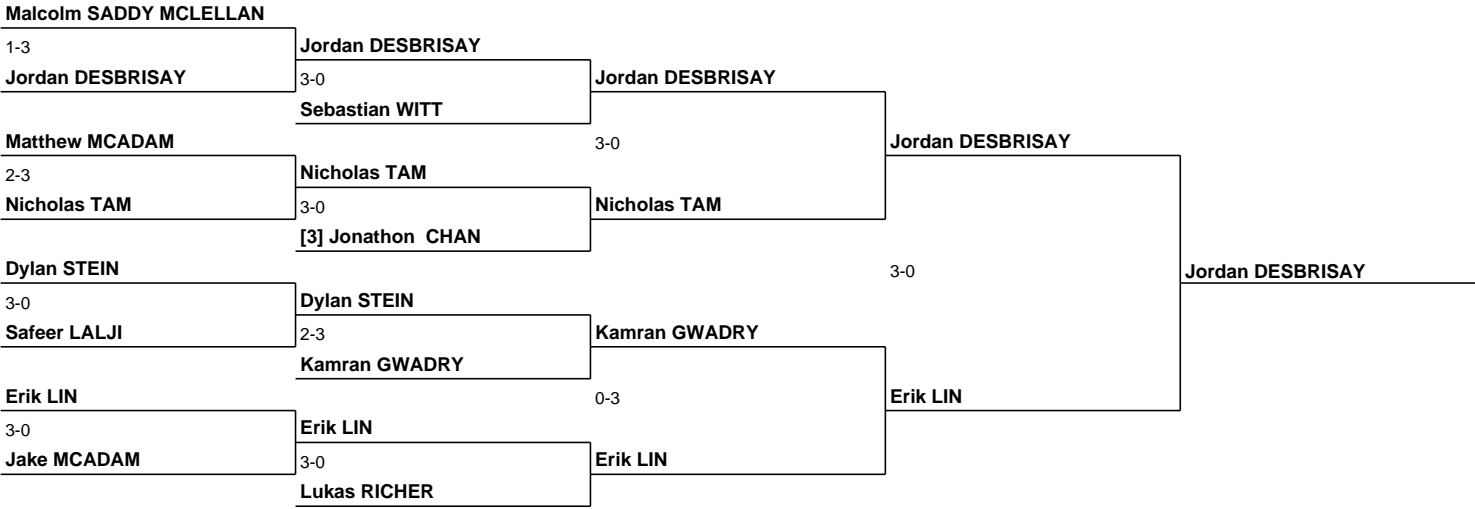 Malcolm SADDY MCLELLAN
1-3
Jordan DESBRISAY
Jordan DESBRISAY
3-0
Sebastian WITT
Jordan DESBRISAY
Matthew MCADAM
2-3
Nicholas TAM
Nicholas TAM
3-0
[3] Jonathon  CHAN
3-0
Nicholas TAM
Jordan DESBRISAY
Dylan STEIN
3-0
Safeer LALJI
Dylan STEIN
2-3
Kamran GWADRY
Kamran GWADRY
Erik LIN
3-0
Jake MCADAM
Erik LIN
3-0
Lukas RICHER
0-3
Erik LIN
Erik LIN
3-0
Jordan DESBRISAY